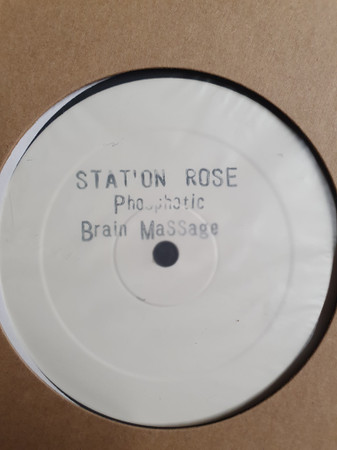 STAT'ON ROSE
Phosphotic
Brain MaSSage